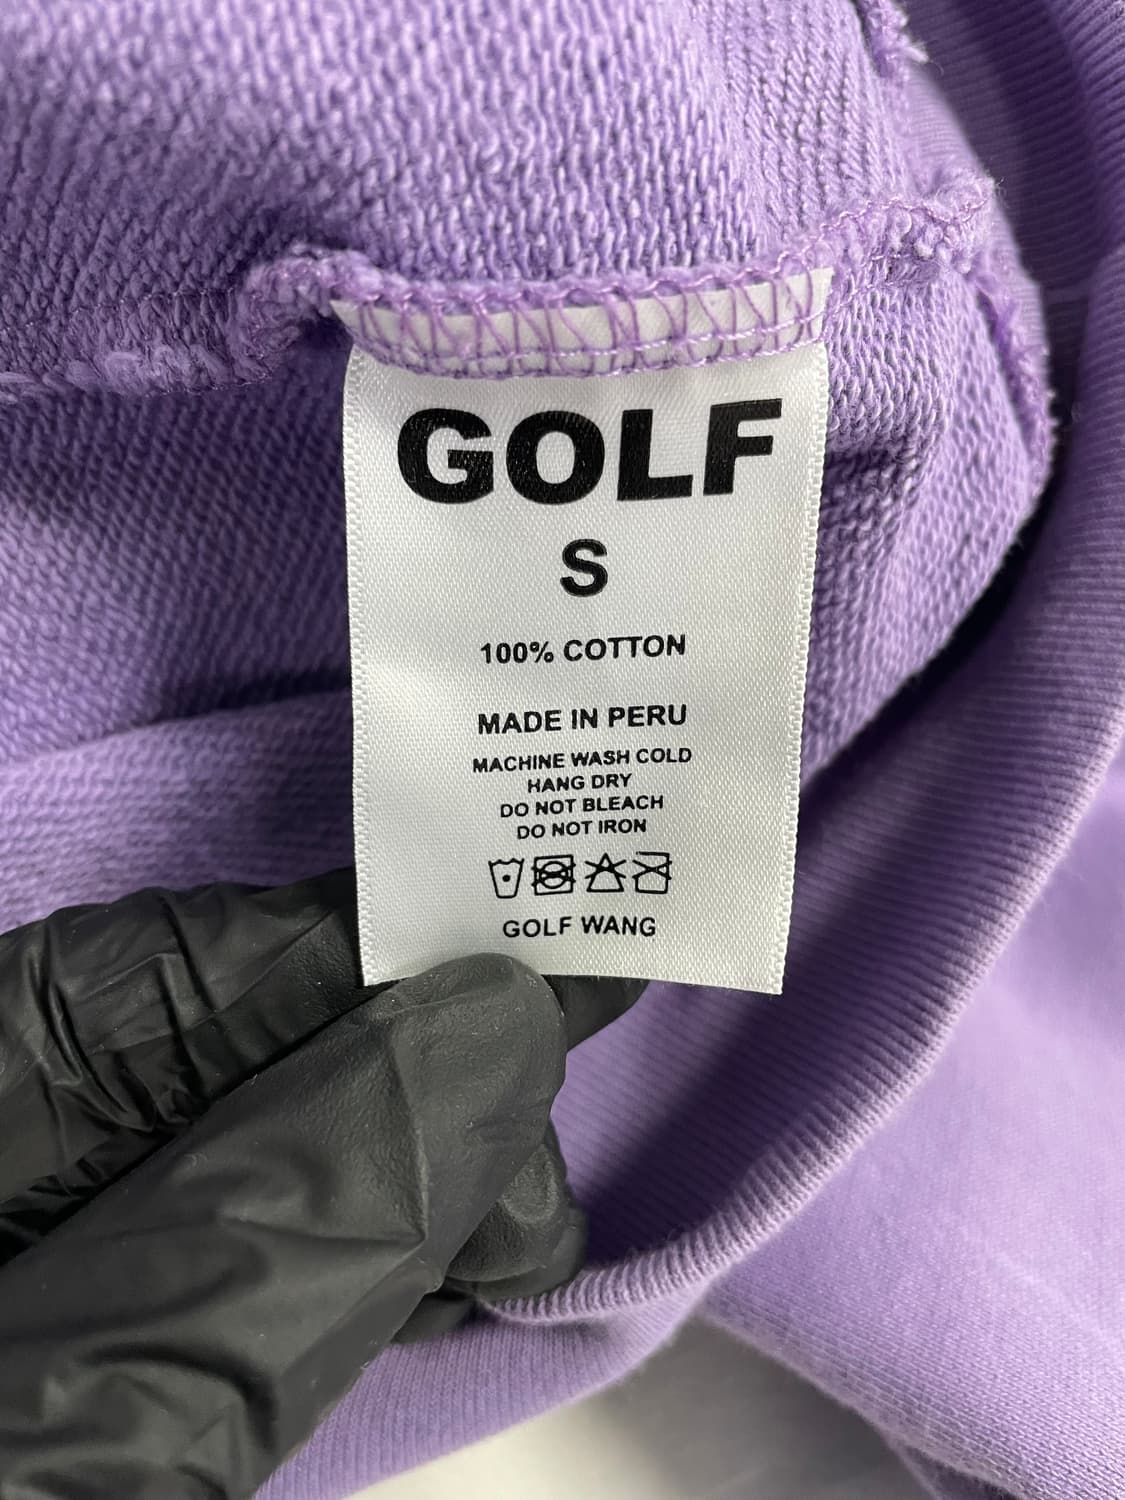 GOLF
S
100% COTTON
MADE IN PERU
MACHINE WASH COLD
HANG DRY
DO NOT BLEACH
DO NOT IRON
GOLF WANG